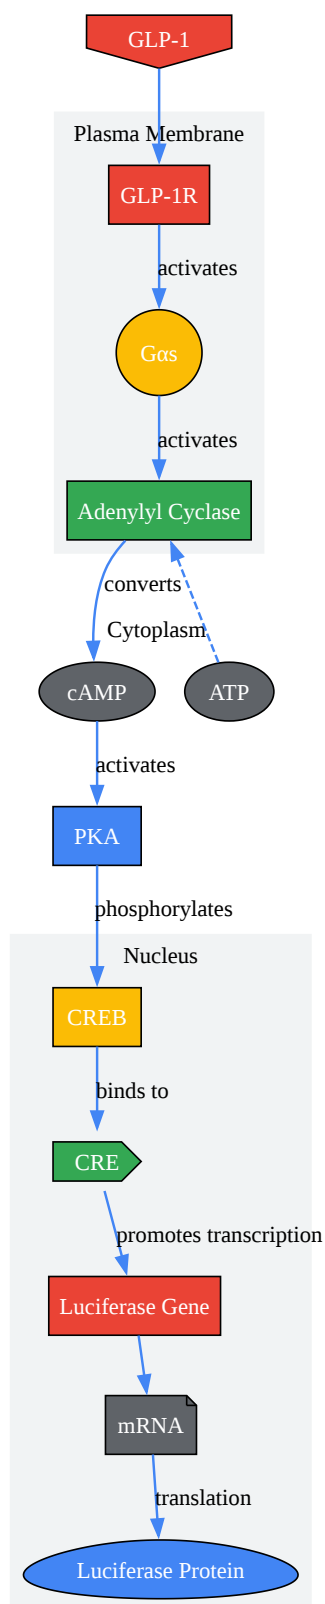 GLP-1
Plasma Membrane
GLP-1R
activates
Gαs
activates
Adenylyl Cyclase
converts
Cytoplasm
cAMP
ATP
activates
PKA
phosphorylates
Nucleus
CREB
binds to
CRE
promotes transcription
Luciferase Gene
mRNA
translation
Luciferase Protein